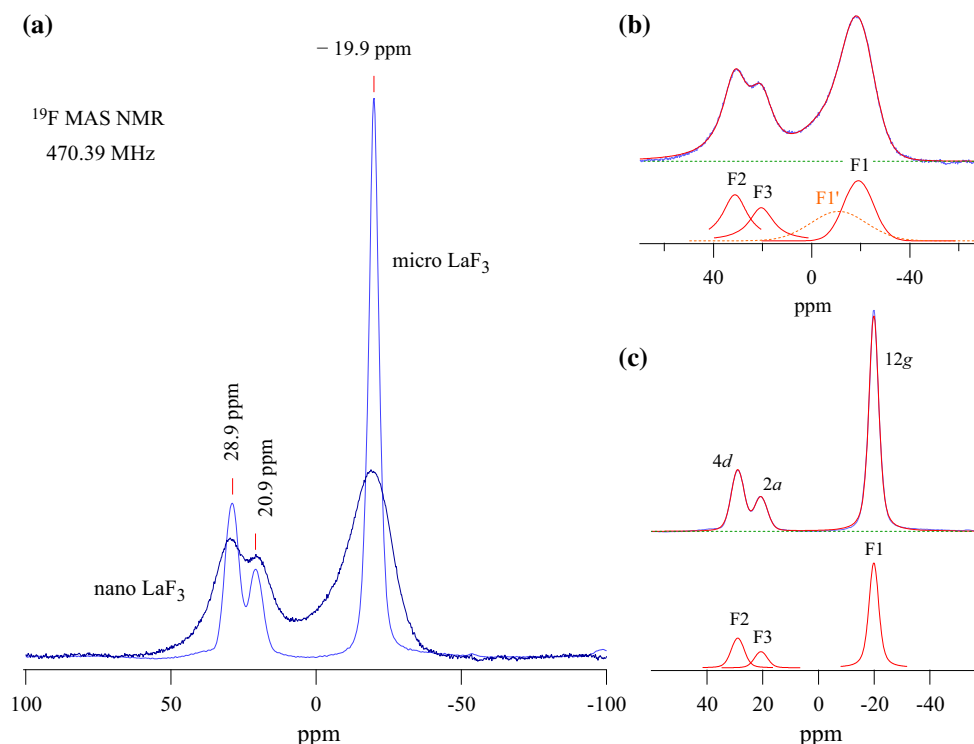 (a)
− 19.9 ppm
¹⁹F MAS NMR
470.39 MHz
micro LaF₃
28.9 ppm
20.9 ppm
nano LaF₃
100
50
0
-50
-100
ppm
(b)
F2
F3
F1'
F1
40
0
-40
ppm
(c)
12g
4d
2a
F1
F2
F3
40
20
0
-20
-40
ppm